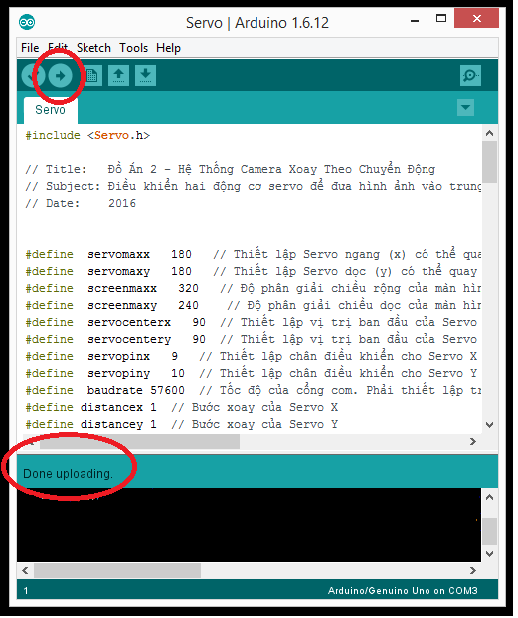 Servo | Arduino 1.6.12
File Edit Sketch Tools Help
Servo
#include <Servo.h>
// Title: Đồ Án 2 - Hệ Thống Camera Xoay Theo Chuyển Động
// Subject: Điều khiển hai động cơ servo để đưa hình ảnh vào trung
// Date: 2016
#define servomaxx 180 // Thiết lập Servo ngang (x) có thể qua
#define servomaxy 180 // Thiết lập Servo dọc (y) có thể quay
#define screenmaxx 320 // Độ phân giải chiều rộng của màn hìn
#define screenmaxy 240 // Độ phân giải chiều dọc của màn hìn
#define servocenterx 90 // Thiết lập vị trị ban đầu của Servo
#define servocentery 90 // Thiết lập vị trị ban đầu của Servo
#define servopinx 9 // Thiết lập chân điều khiển cho Servo X
#define servopiny 10 // Thiết lập chân điều khiển cho Servo Y
#define baudrate 57600 // Tốc độ của cổng com. Phải thiết lập tr
#define distancex 1 // Bước xoay của Servo X
#define distancey 1 // Bước xoay của Servo Y
Done uploading.
1 Arduino/Genuino Uno on COM3